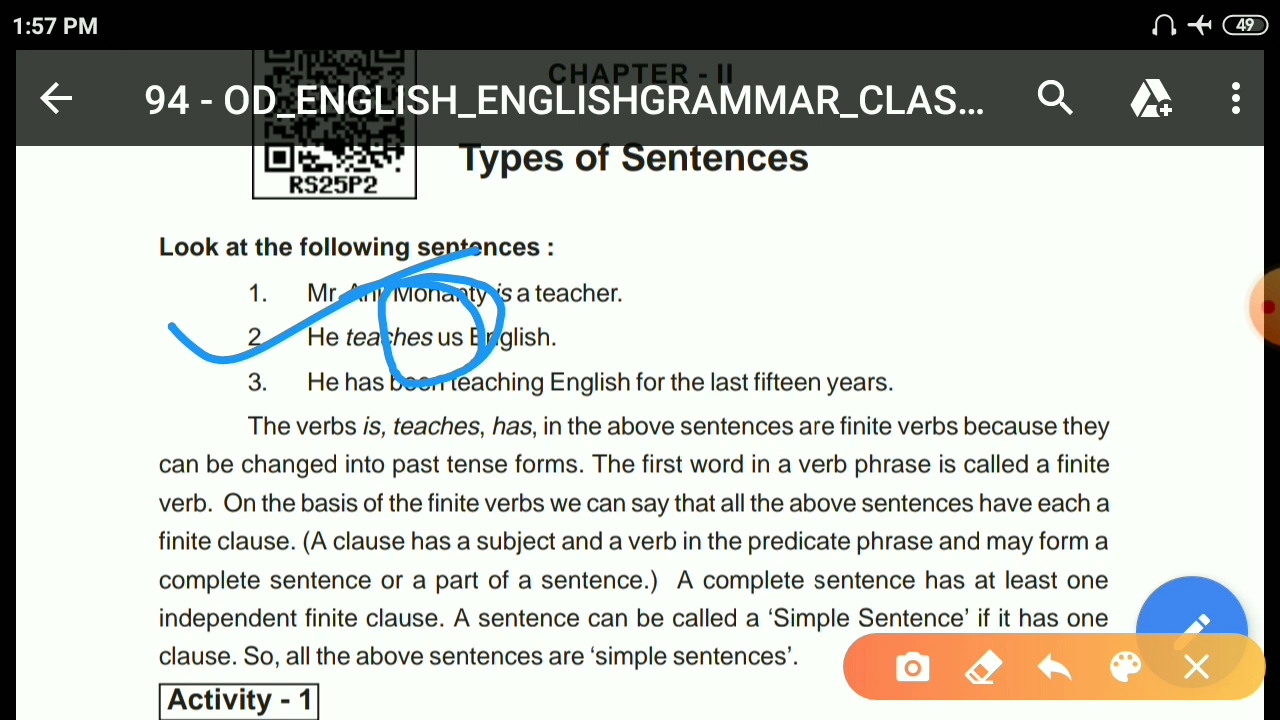 1:57 PM
49
CHAPTER - II
94 - OD_ENGLISH_ENGLISHGRAMMAR_CLAS...
Types of Sentences
RS25P2
Look at the following sentences :
1. Mr. Anil Mohanty is a teacher.
2. He teaches us English.
3. He has been teaching English for the last fifteen years.
The verbs is, teaches, has, in the above sentences are finite verbs because they
can be changed into past tense forms. The first word in a verb phrase is called a finite
verb. On the basis of the finite verbs we can say that all the above sentences have each a
finite clause. (A clause has a subject and a verb in the predicate phrase and may form a
complete sentence or a part of a sentence.) A complete sentence has at least one
independent finite clause. A sentence can be called a ‘Simple Sentence’ if it has one
clause. So, all the above sentences are ‘simple sentences’.
Activity - 1